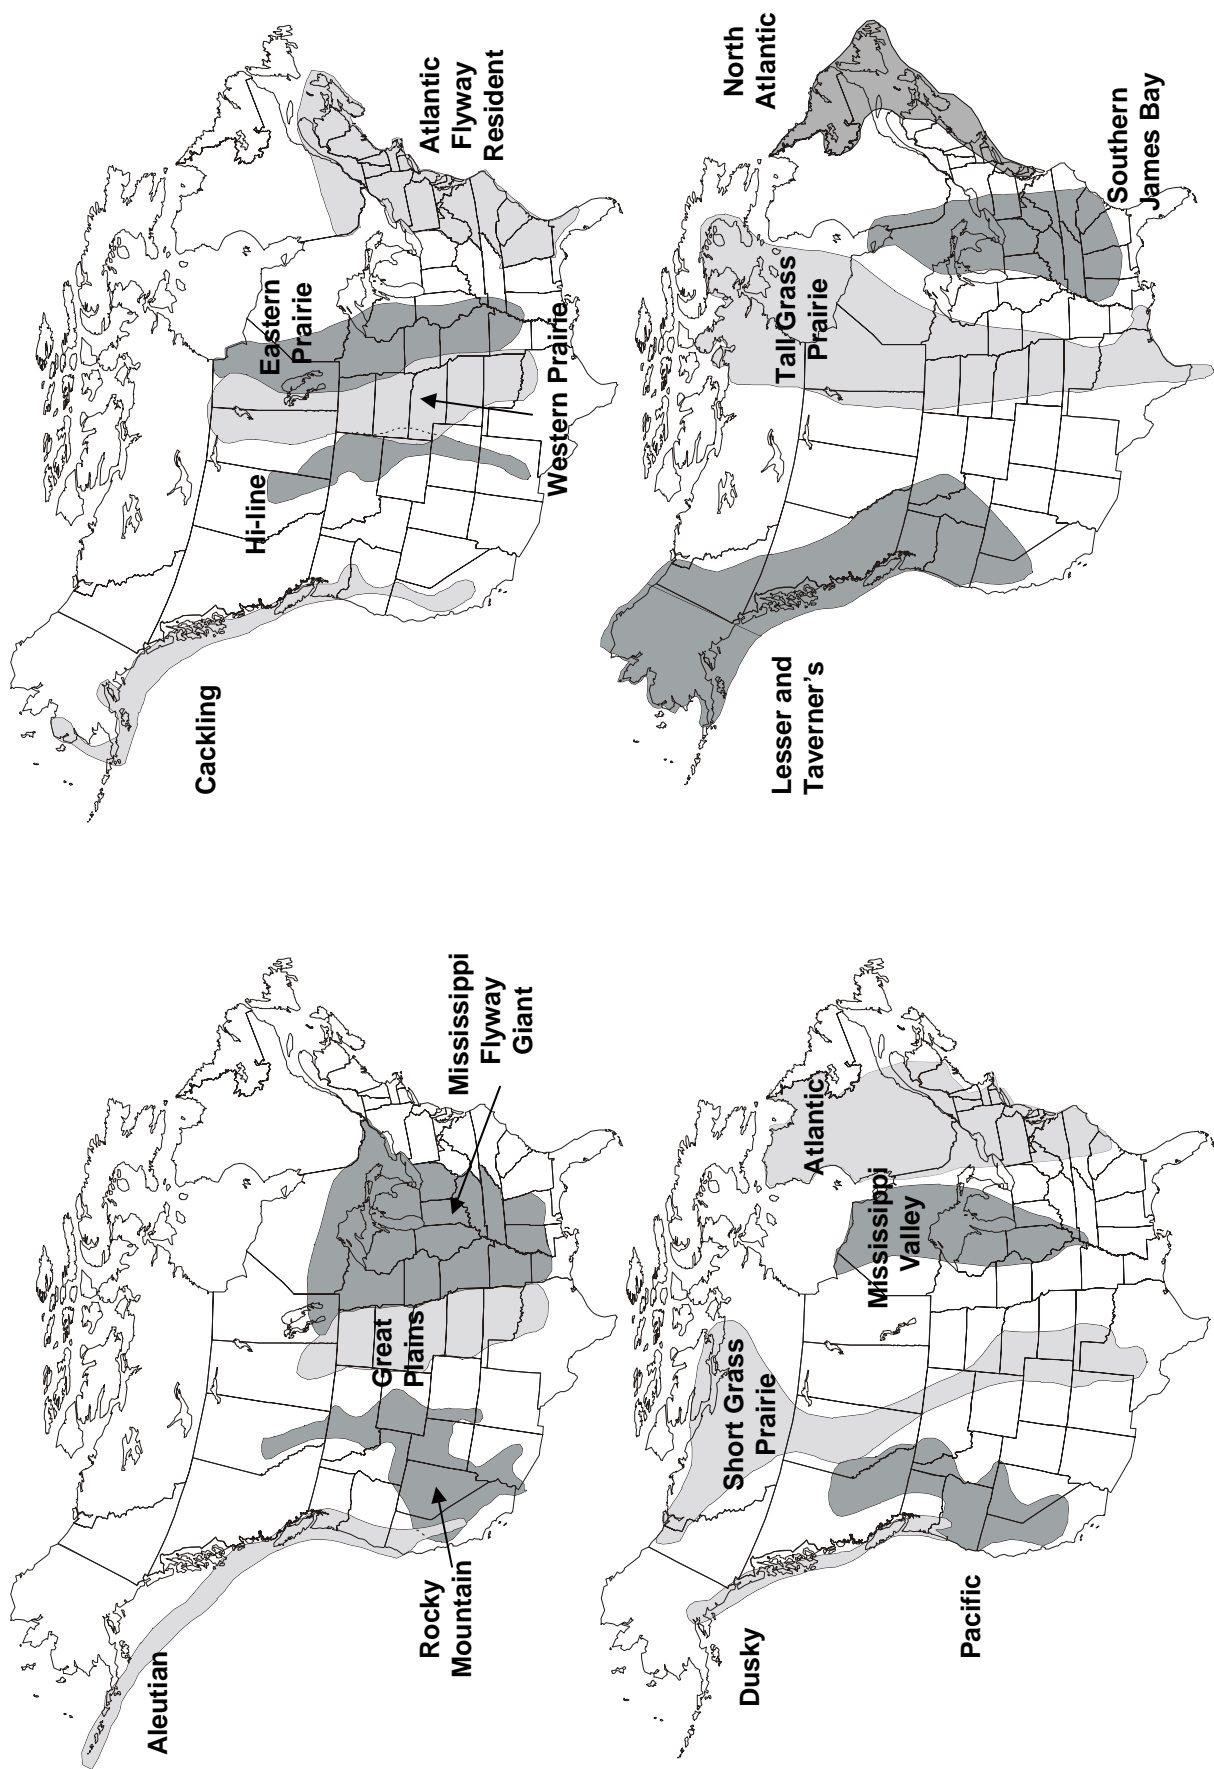 Aleutian
Rocky
Mountain
Great
Plains
Mississippi
Flyway
Giant
Cackling
Hi-line
Eastern
Prairie
Western Prairie
Atlantic
Flyway
Resident
Dusky
Pacific
Short Grass
Prairie
Mississippi
Valley
Atlantic
Lesser and
Taverner’s
Tall Grass
Prairie
North
Atlantic
Southern
James Bay